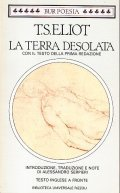 BUR POESIA
T.S.ELIOT
LA TERRA DESOLATA
CON IL TESTO DELLA PRIMA REDAZIONE
INTRODUZIONE, TRADUZIONE E NOTE
DI ALESSANDRO SERPIERI
TESTO INGLESE A FRONTE
BIBLIOTECA UNIVERSALE RIZZOLI